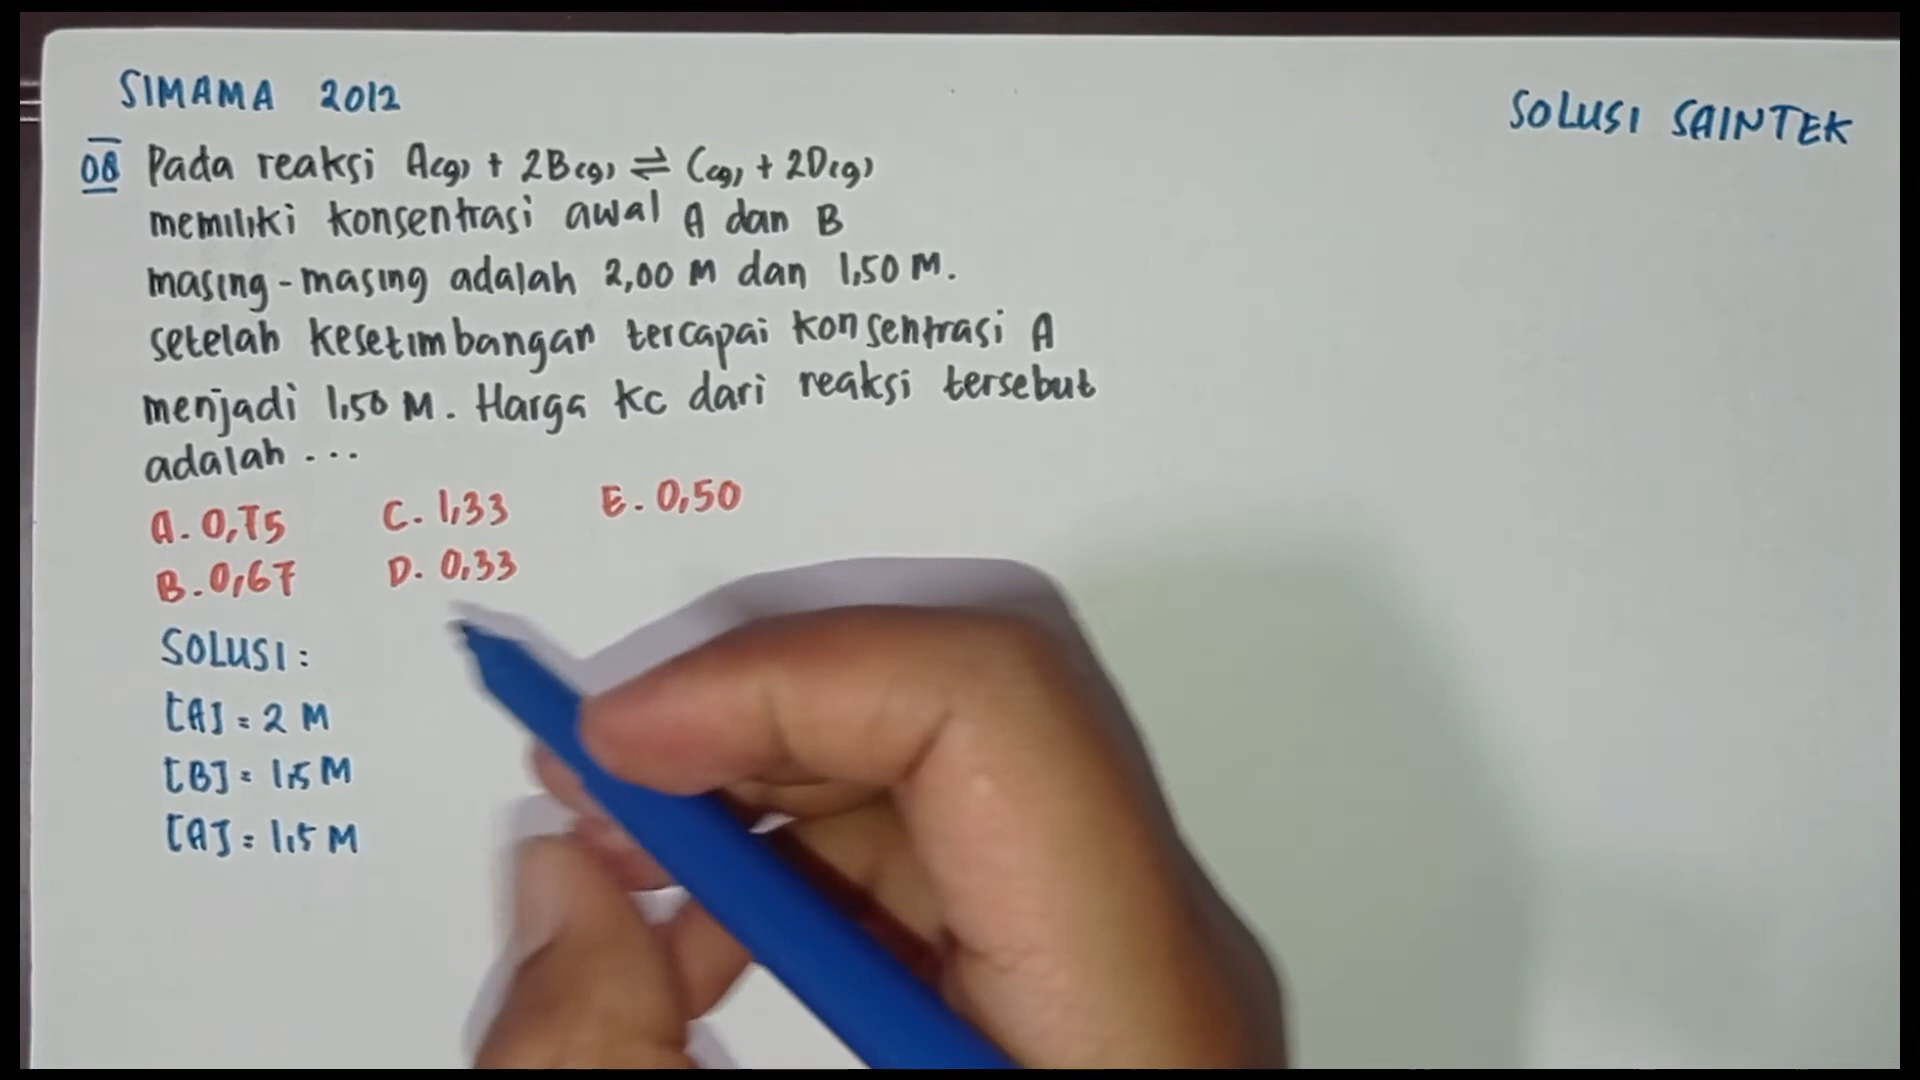 SIMAMA 2012
SOLUSI SAINTEK
08 Pada reaksi A(g) + 2B(g) ⇌ C(g) + 2D(g)
memiliki konsentrasi awal A dan B
masing-masing adalah 2,00 M dan 1,50 M.
setelah kesetimbangan tercapai konsentrasi A
menjadi 1,50 M. Harga Kc dari reaksi tersebut
adalah ...
A. 0,75 C. 1,33 E. 0,50
B. 0,67 D. 0,33
SOLUSI:
[A] = 2 M
[B] = 1,5 M
[A] = 1,5 M